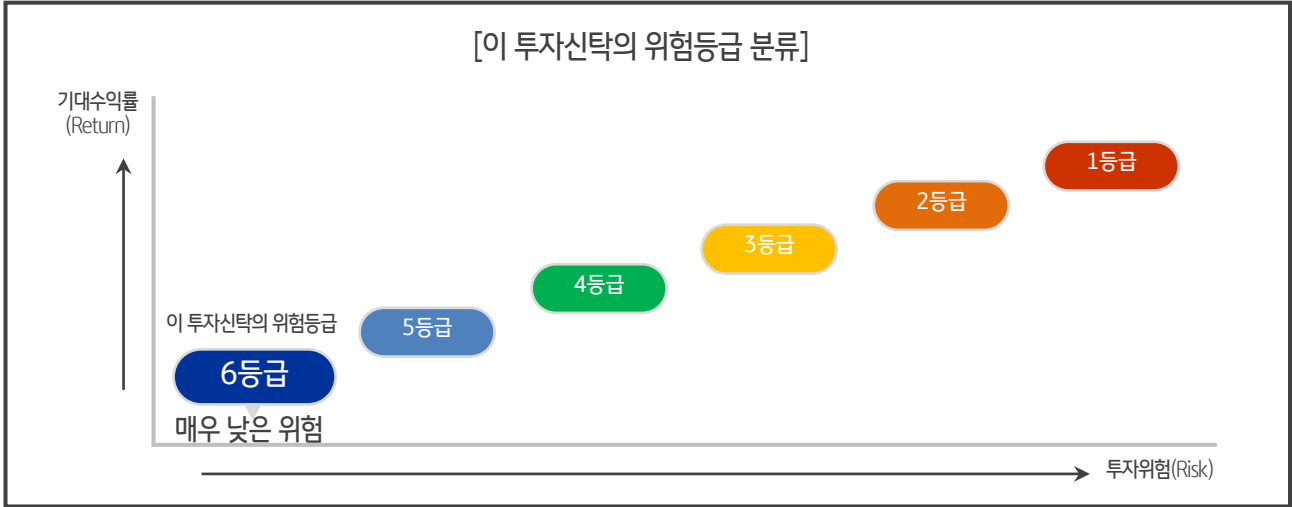 [이 투자신탁의 위험등급 분류]
기대수익률
(Return)
1등급
2등급
3등급
4등급
5등급
이 투자신탁의 위험등급
6등급
매우 낮은 위험
투자위험(Risk)